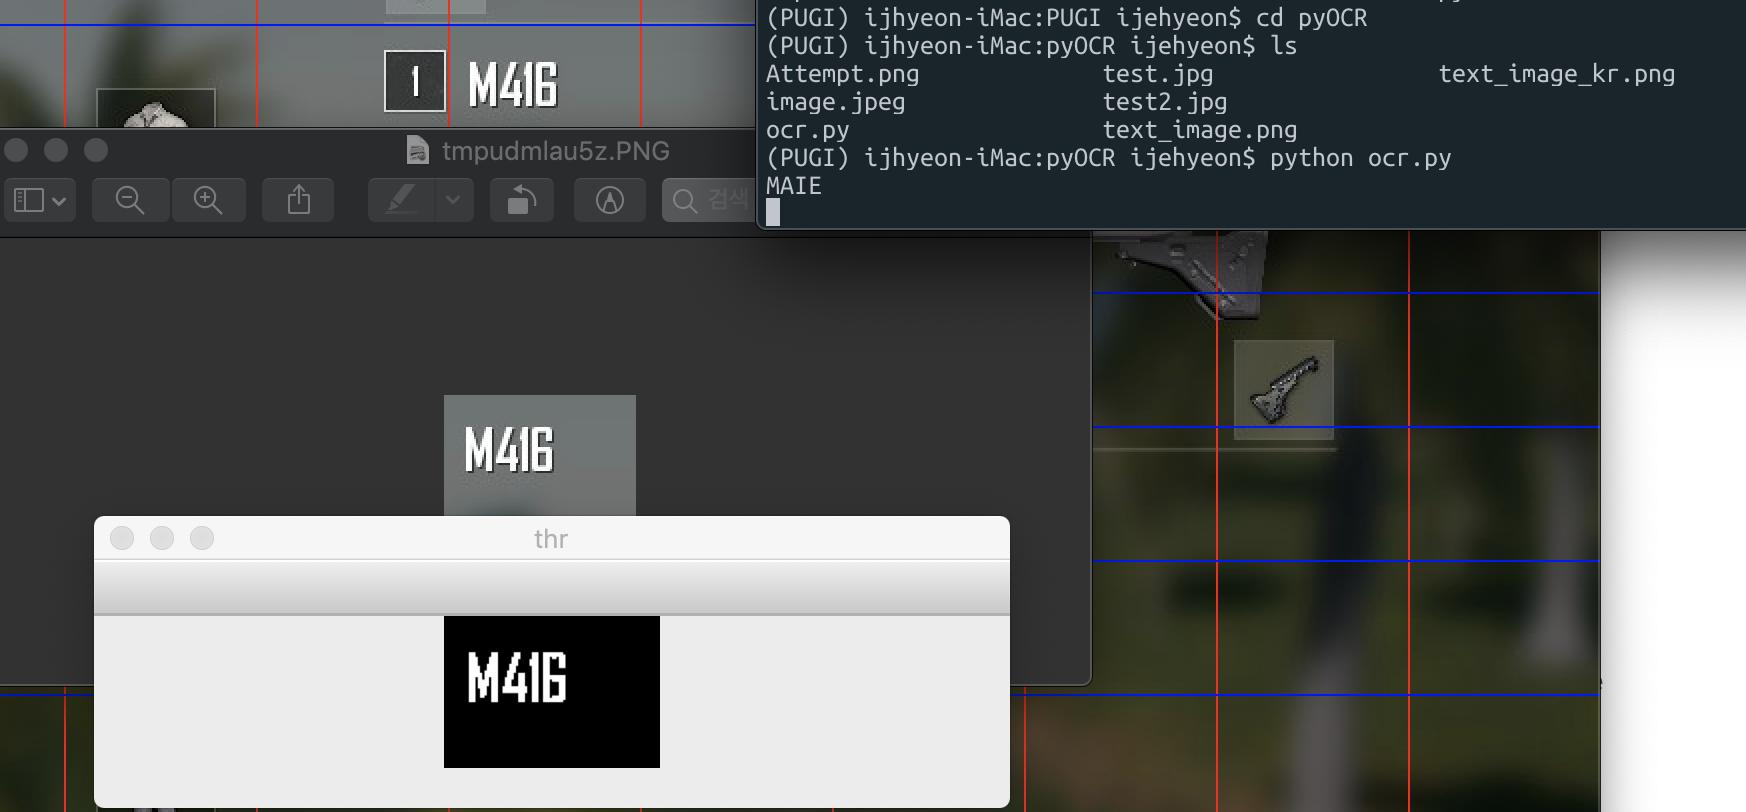 (PUGI) ijhyeon-iMac:PUGI ijehyeon$ cd pyOCR
(PUGI) ijhyeon-iMac:pyOCR ijehyeon$ ls
Attempt.png test.jpg text_image_kr.png
image.jpeg test2.jpg
ocr.py text_image.png
(PUGI) ijhyeon-iMac:pyOCR ijehyeon$ python ocr.py
MAIE
1 M416
tmpudmlau5z.PNG
검색
M416
thr
M416